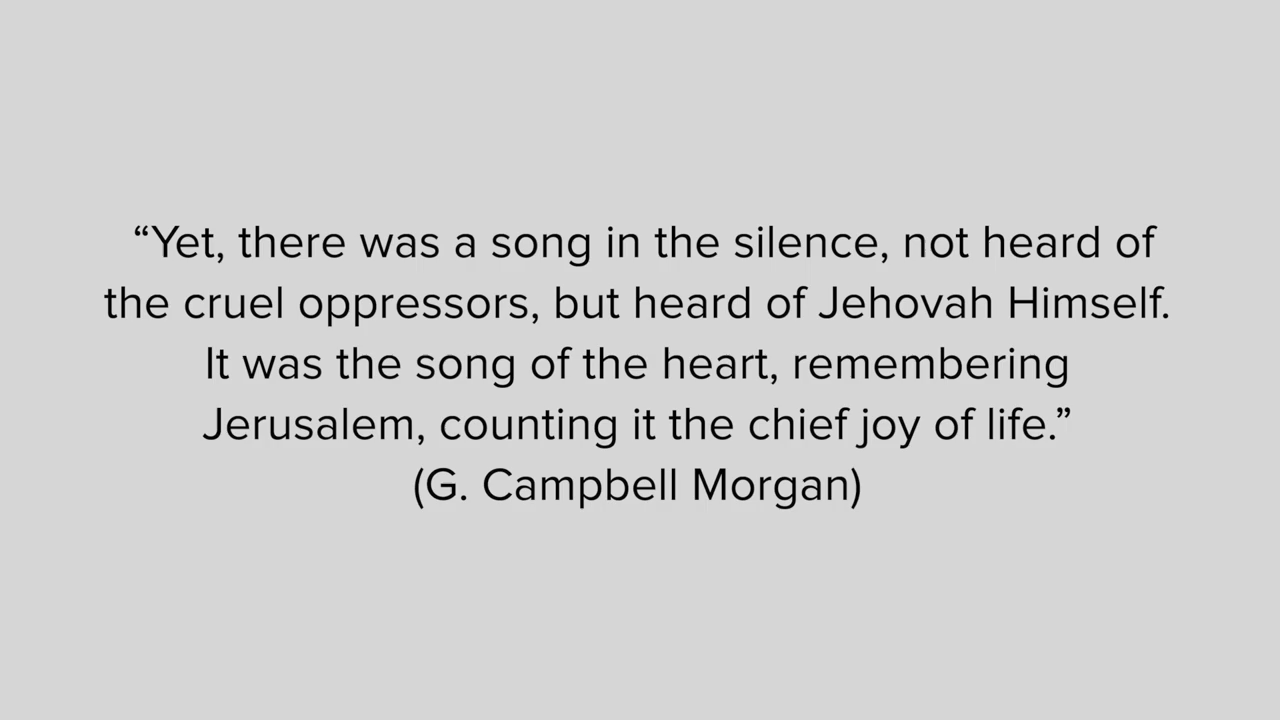 “Yet, there was a song in the silence, not heard of
the cruel oppressors, but heard of Jehovah Himself.
It was the song of the heart, remembering
Jerusalem, counting it the chief joy of life.”
(G. Campbell Morgan)